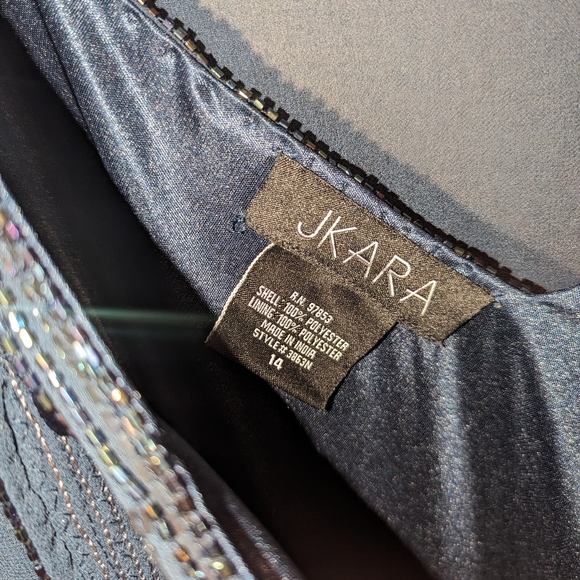 JKARA
R.N. 97853
SHELL: 100% POLYESTER
LINING: 100% POLYESTER
MADE IN INDIA
STYLE# 3863N
14